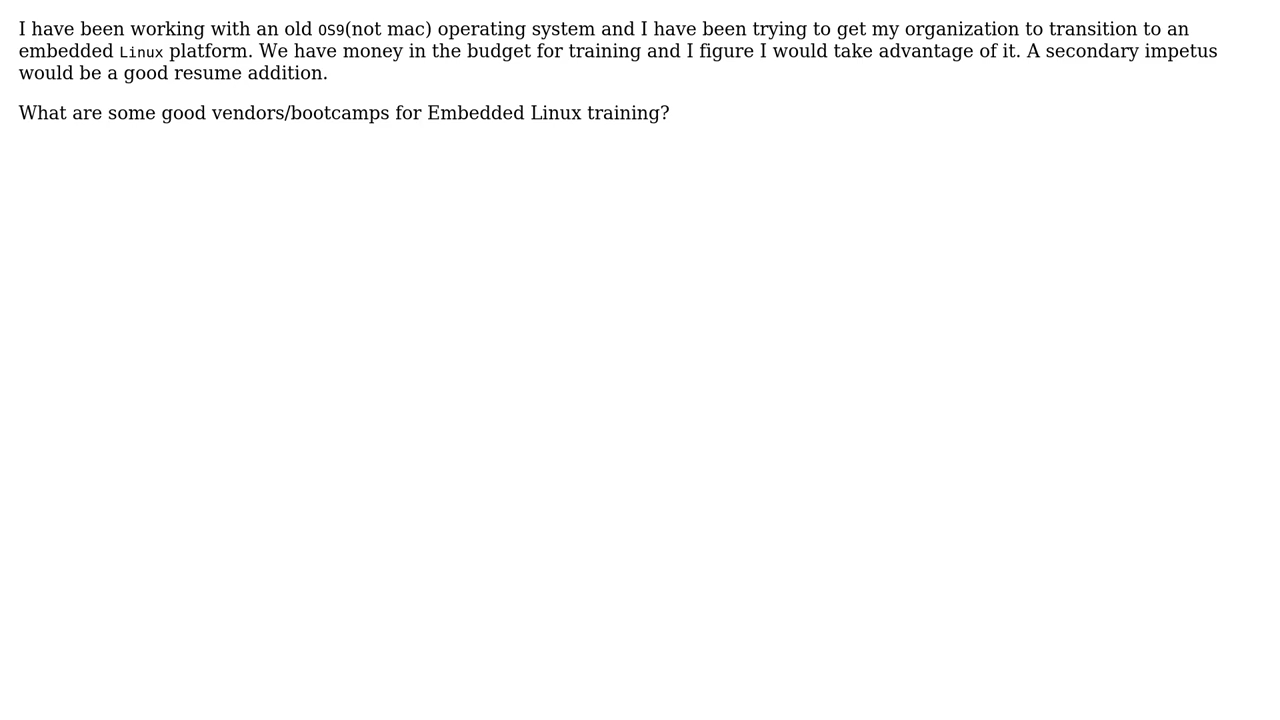 I have been working with an old OS9(not mac) operating system and I have been trying to get my organization to transition to an
embedded Linux platform. We have money in the budget for training and I figure I would take advantage of it. A secondary impetus
would be a good resume addition.
What are some good vendors/bootcamps for Embedded Linux training?